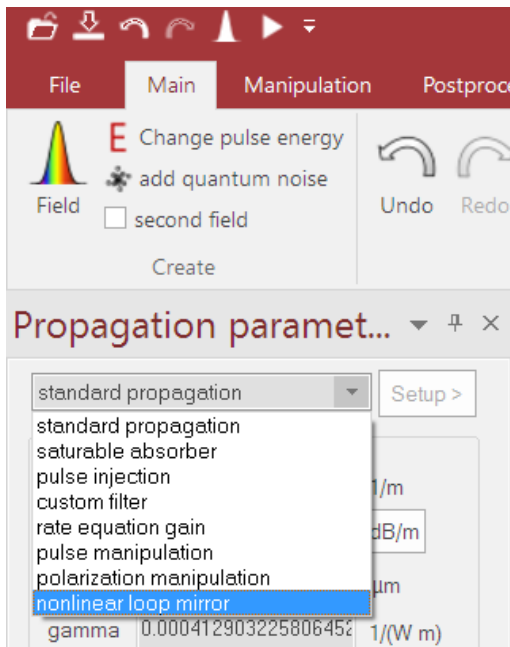 File Main Manipulation Postproc
E Change pulse energy
add quantum noise
Field second field Undo Redo
Create
Propagation paramet...
standard propagation Setup >
standard propagation
saturable absorber
pulse injection 1/m
custom filter
rate equation gain dB/m
pulse manipulation
polarization manipulation µm
nonlinear loop mirror
gamma 0.000412903225806452 1/(W m)